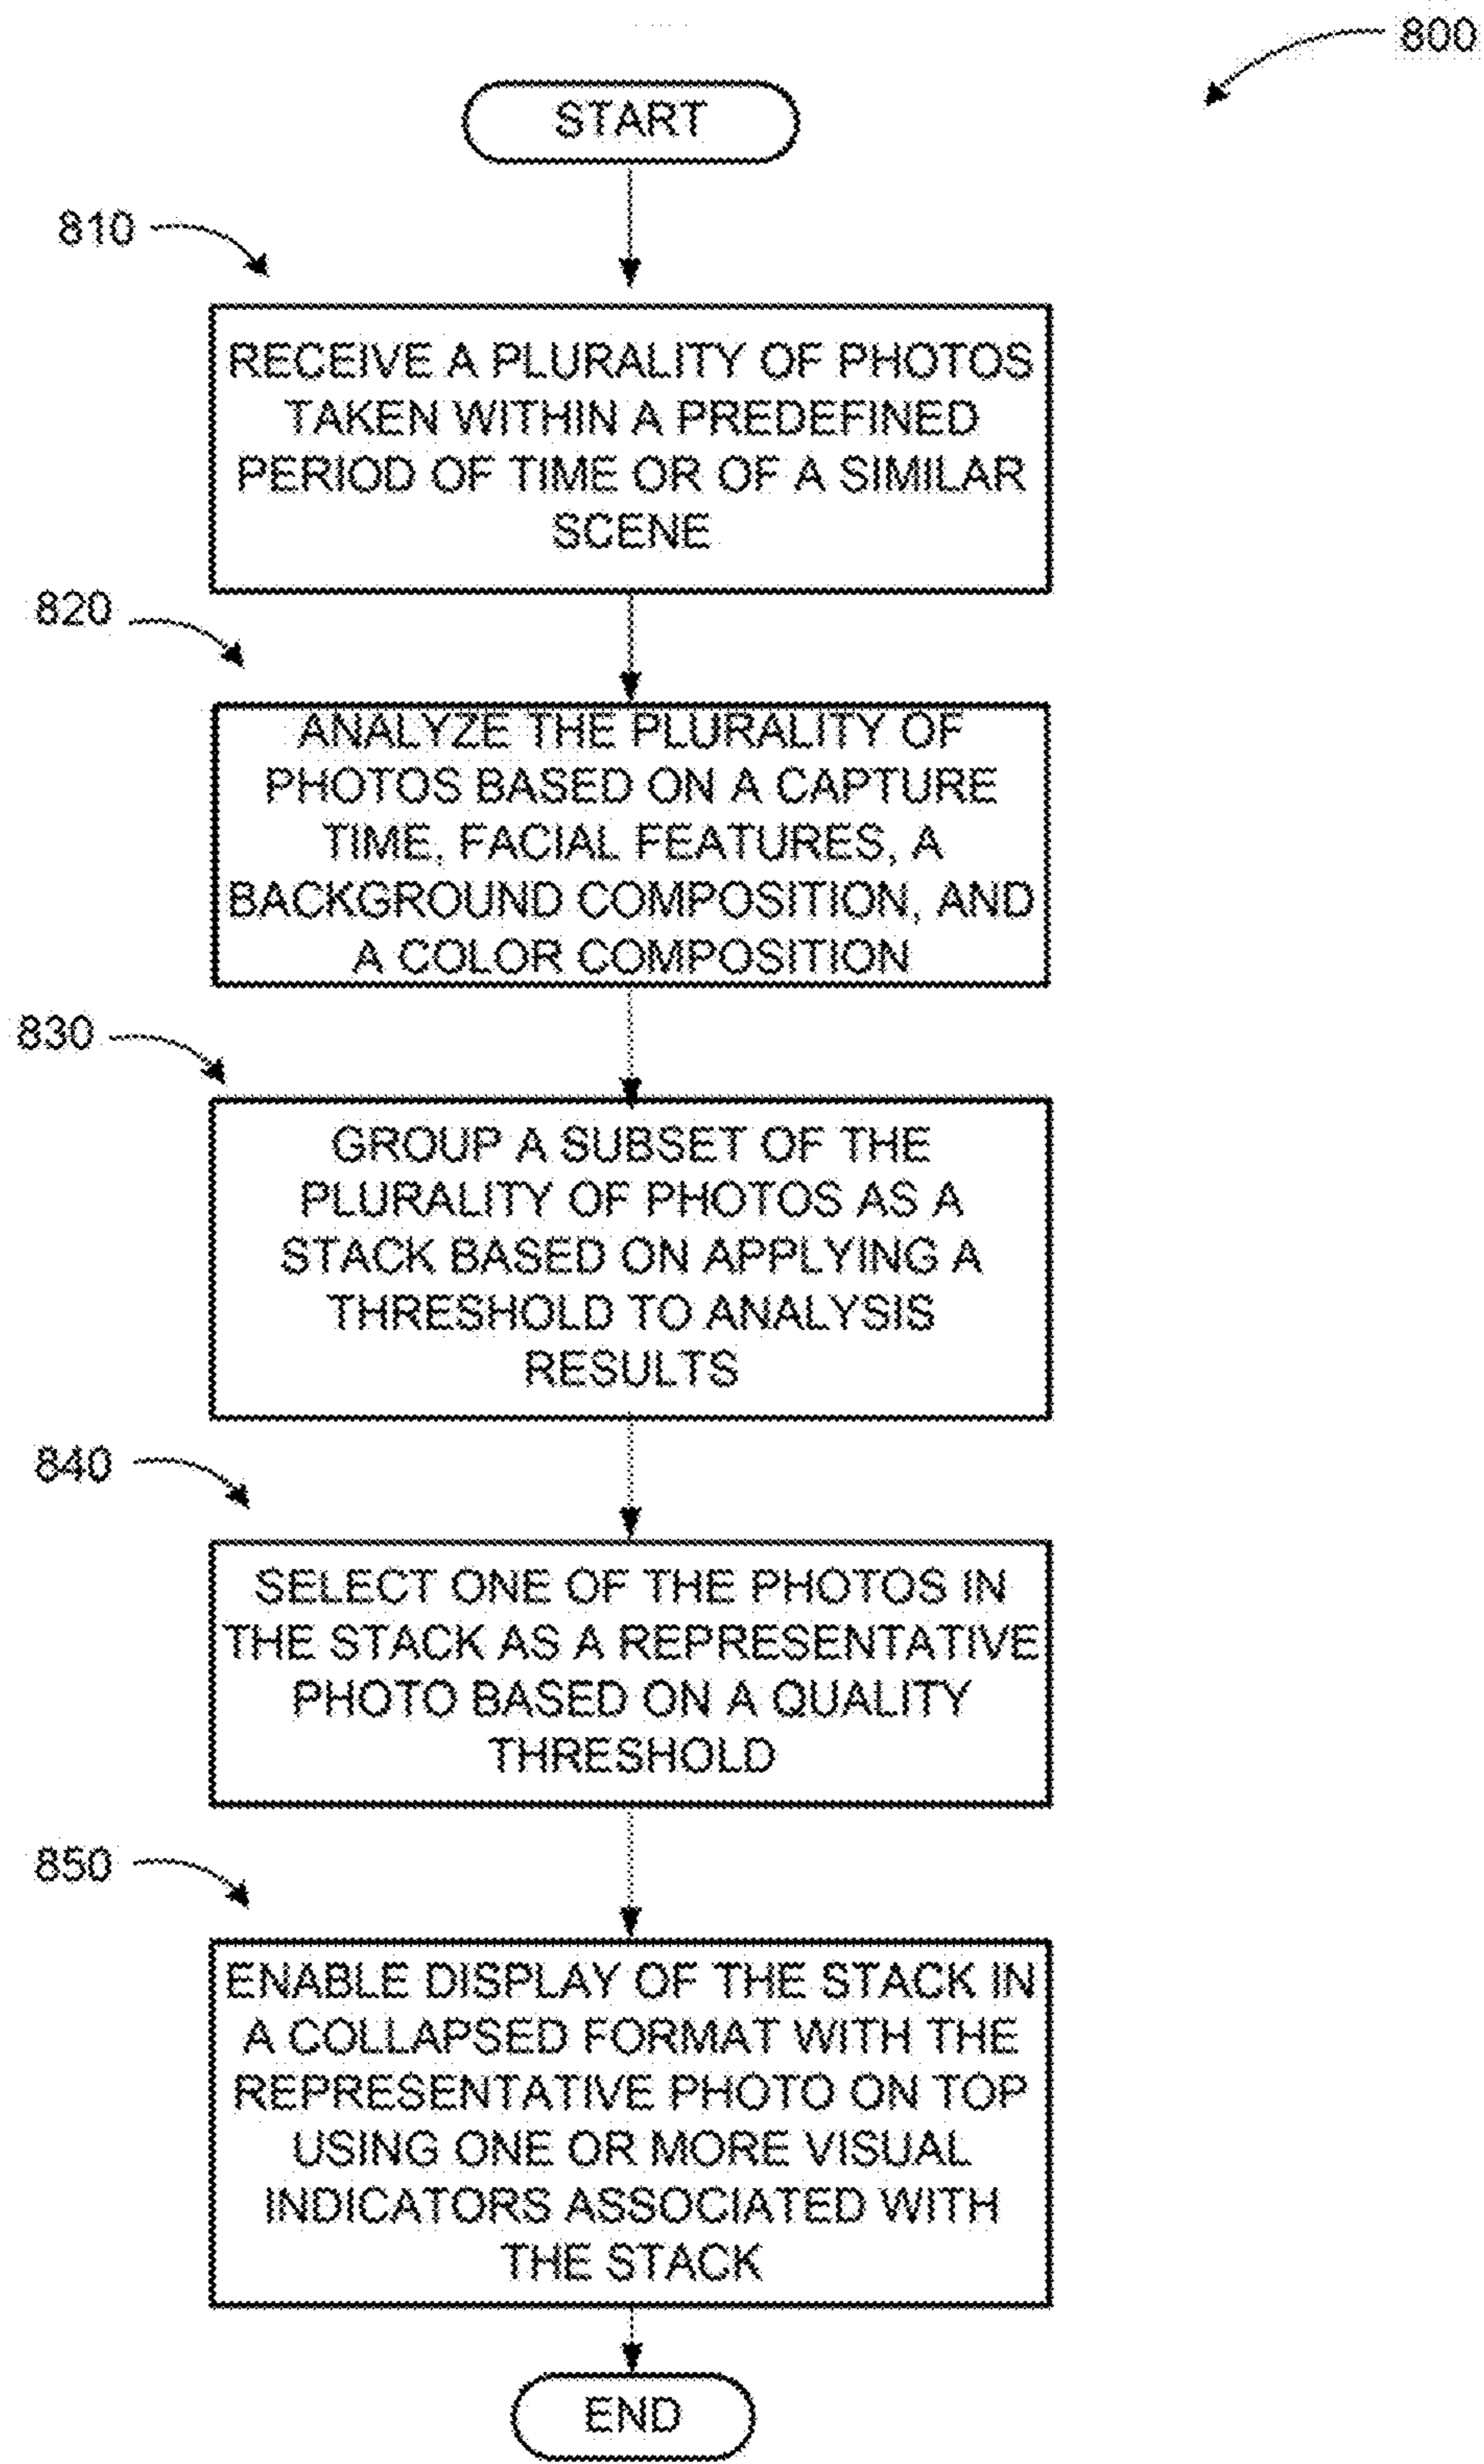 800
START
810
RECEIVE A PLURALITY OF PHOTOS
TAKEN WITHIN A PREDEFINED
PERIOD OF TIME OR OF A SIMILAR
SCENE
820
ANALYZE THE PLURALITY OF
PHOTOS BASED ON A CAPTURE
TIME, FACIAL FEATURES, A
BACKGROUND COMPOSITION, AND
A COLOR COMPOSITION
830
GROUP A SUBSET OF THE
PLURALITY OF PHOTOS AS A
STACK BASED ON APPLYING A
THRESHOLD TO ANALYSIS
RESULTS
840
SELECT ONE OF THE PHOTOS IN
THE STACK AS A REPRESENTATIVE
PHOTO BASED ON A QUALITY
THRESHOLD
850
ENABLE DISPLAY OF THE STACK IN
A COLLAPSED FORMAT WITH THE
REPRESENTATIVE PHOTO ON TOP
USING ONE OR MORE VISUAL
INDICATORS ASSOCIATED WITH
THE STACK
END